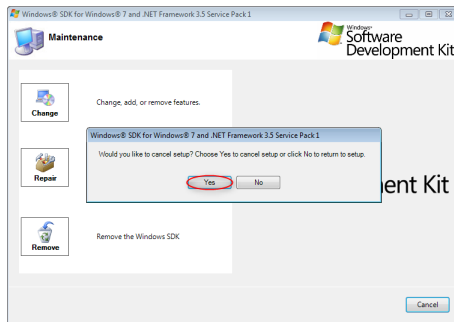 Windows® SDK for Windows® 7 and .NET Framework 3.5 Service Pack 1
Maintenance
Windows®
Software
Development Kit
Change
Change, add, or remove features.
Windows® SDK for Windows® 7 and .NET Framework 3.5 Service Pack 1
Would you like to cancel setup? Choose Yes to cancel setup or click No to return to setup.
Yes
No
Repair
ent Kit
Remove
Remove the Windows SDK
Cancel